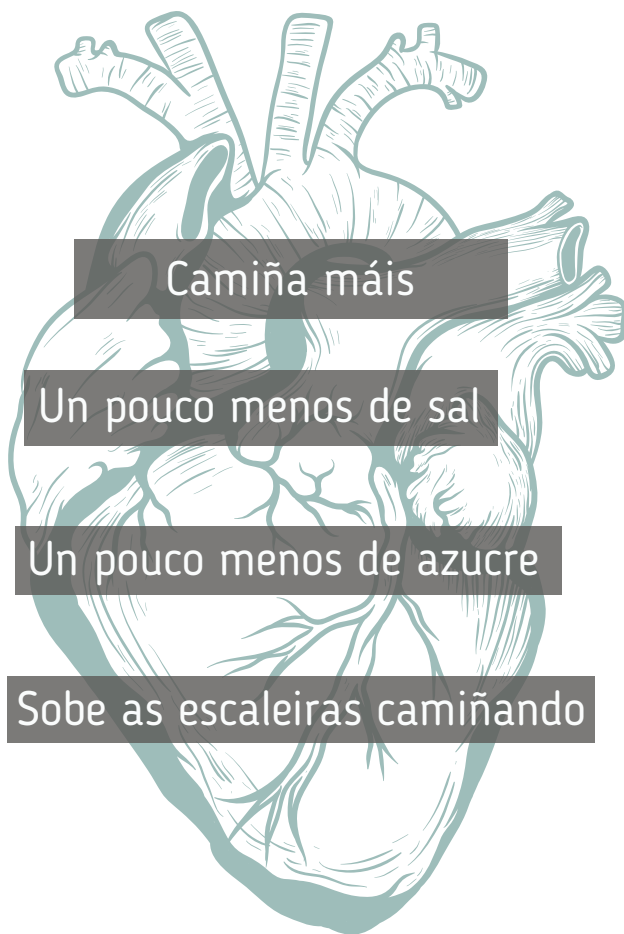 Camiña máis
Un pouco menos de sal
Un pouco menos de azucre
Sobe as escaleiras camiñando